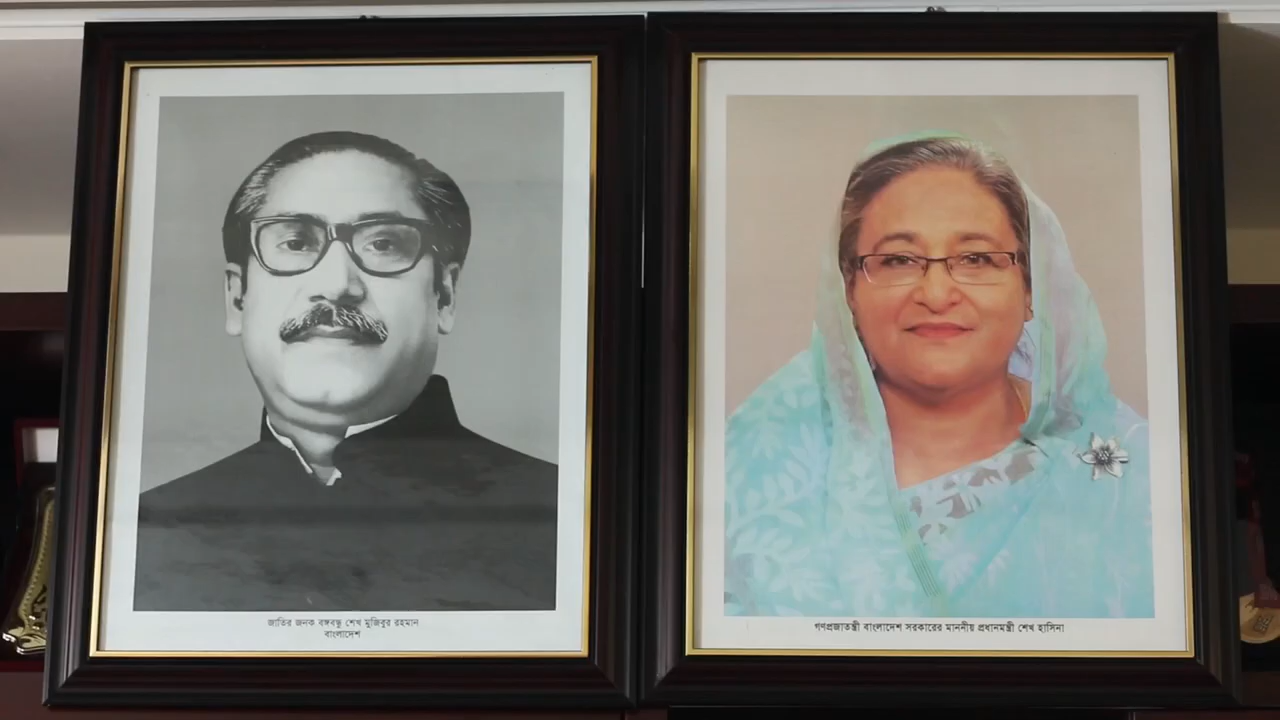 জাতির জনক বঙ্গবন্ধু শেখ মুজিবুর রহমান
বাংলাদেশ
গণপ্রজাতন্ত্রী বাংলাদেশ সরকারের মাননীয় প্রধানমন্ত্রী শেখ হাসিনা